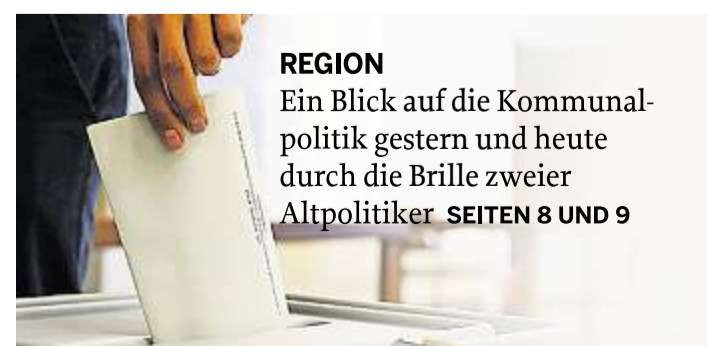 REGION
Ein Blick auf die Kommunal-
politik gestern und heute
durch die Brille zweier
Altpolitiker SEITEN 8 UND 9